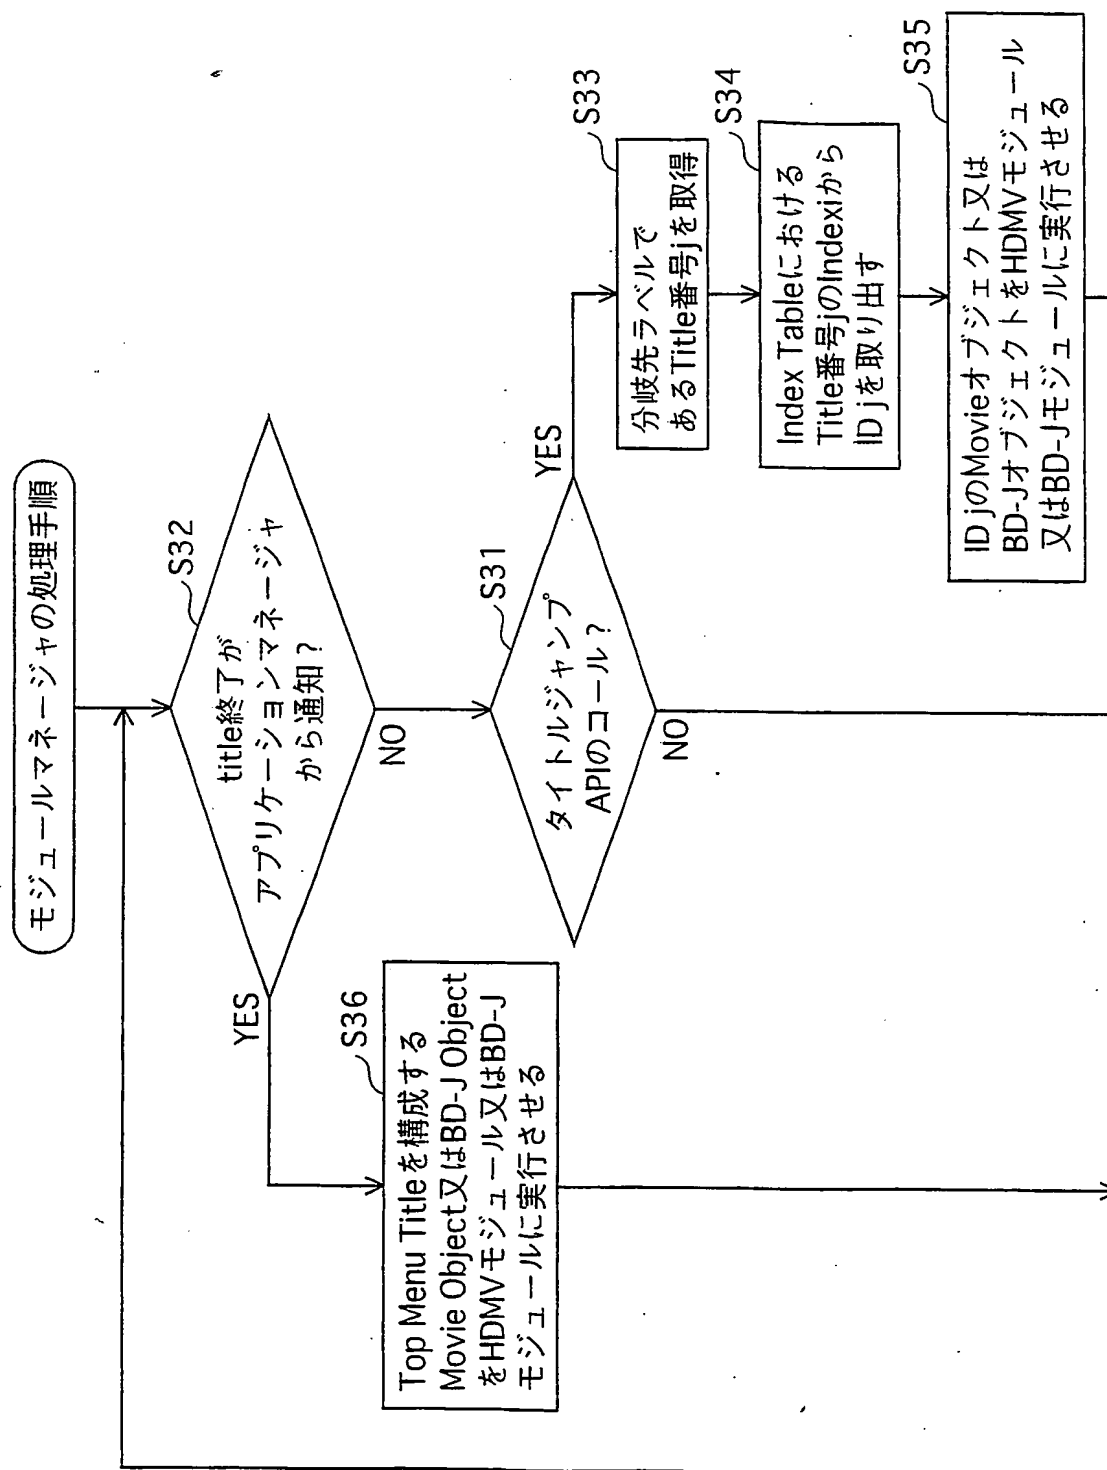 モジュールマネージャの処理手順
S32
title終了が
アプリケーションマネージャ
から通知？
YES
NO
S36
Top Menu Titleを構成する
Movie Object又はBD-J Object
をHDMVモジュール又はBD-J
モジュールに実行させる
S31
タイトルジャンプ
APIのコール？
YES
NO
S33
分岐先ラベルで
あるTitle番号jを取得
S34
Index Tableにおける
Title番号jのIndexiから
ID jを取り出す
S35
ID jのMovieオブジェクト又は
BD-JオブジェクトをHDMVモジュール
又はBD-Jモジュールに実行させる